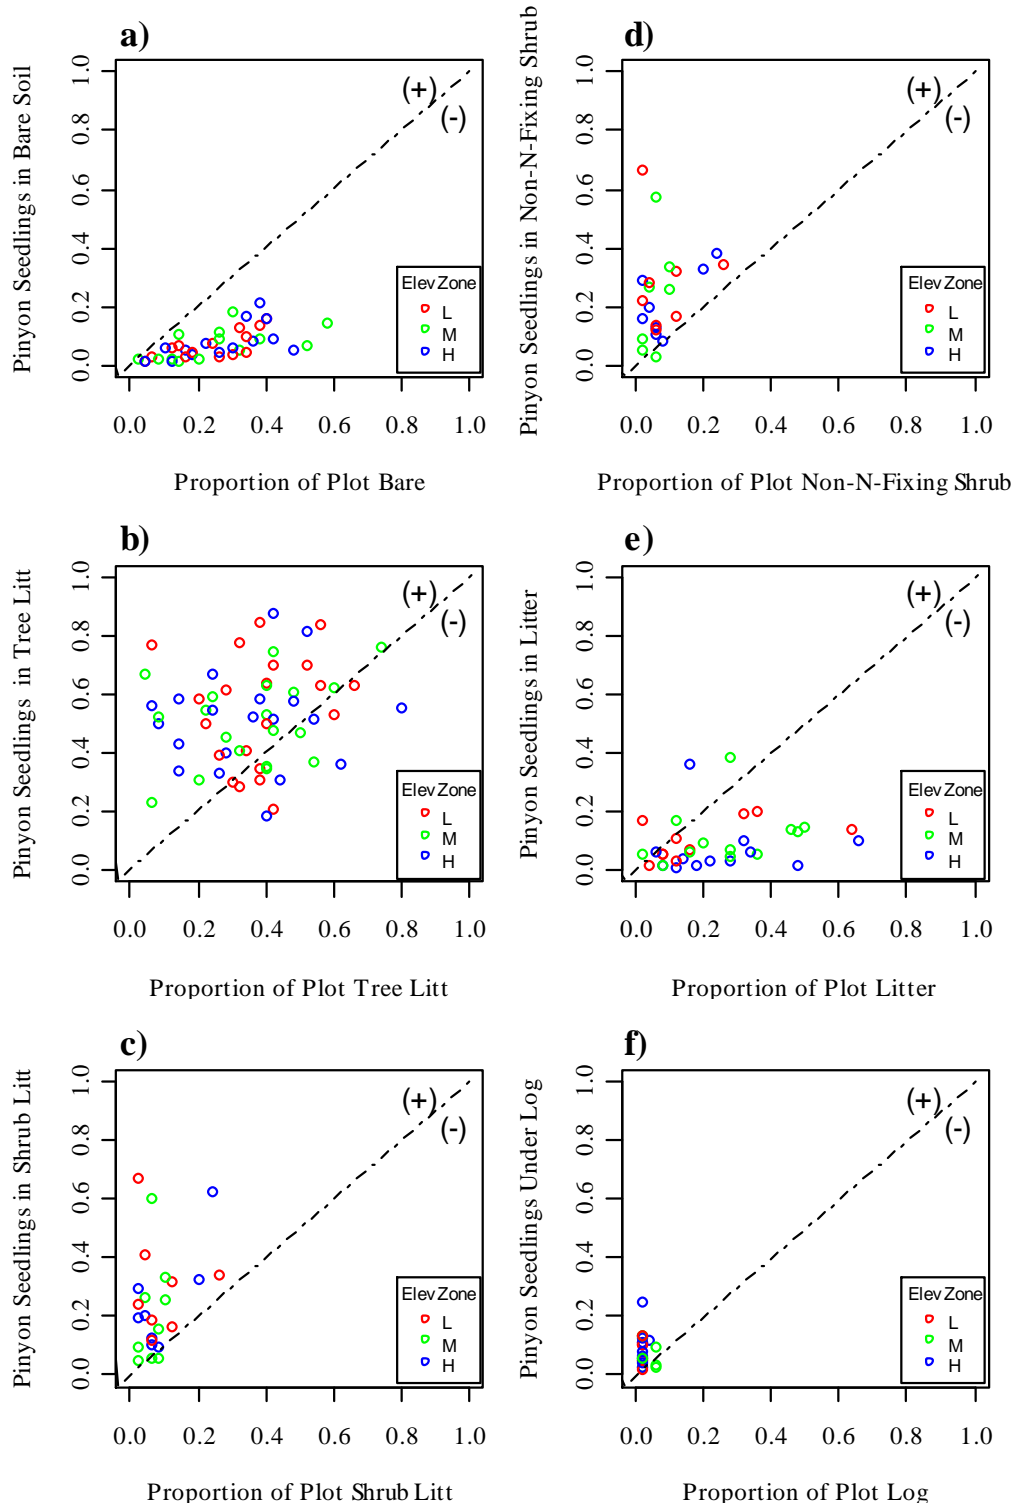 a)
Pinyon Seedlings in Bare Soil
1.0
0.8
0.6
0.4
0.2
0.0
(+)
(-)
Elev Zone
L
M
H
0.0 0.2 0.4 0.6 0.8 1.0
Proportion of Plot Bare
d)
Pinyon Seedlings in Non-N-Fixing Shrub
1.0
0.8
0.6
0.4
0.2
0.0
(+)
(-)
Elev Zone
L
M
H
0.0 0.2 0.4 0.6 0.8 1.0
Proportion of Plot Non-N-Fixing Shrub
b)
Pinyon Seedlings in Tree Litt
1.0
0.8
0.6
0.4
0.2
0.0
(+)
(-)
Elev Zone
L
M
H
0.0 0.2 0.4 0.6 0.8 1.0
Proportion of Plot Tree Litt
e)
Pinyon Seedlings in Litter
1.0
0.8
0.6
0.4
0.2
0.0
(+)
(-)
Elev Zone
L
M
H
0.0 0.2 0.4 0.6 0.8 1.0
Proportion of Plot Litter
c)
Pinyon Seedlings in Shrub Litt
1.0
0.8
0.6
0.4
0.2
0.0
(+)
(-)
Elev Zone
L
M
H
0.0 0.2 0.4 0.6 0.8 1.0
Proportion of Plot Shrub Litt
f)
Pinyon Seedlings Under Log
1.0
0.8
0.6
0.4
0.2
0.0
(+)
(-)
Elev Zone
L
M
H
0.0 0.2 0.4 0.6 0.8 1.0
Proportion of Plot Log